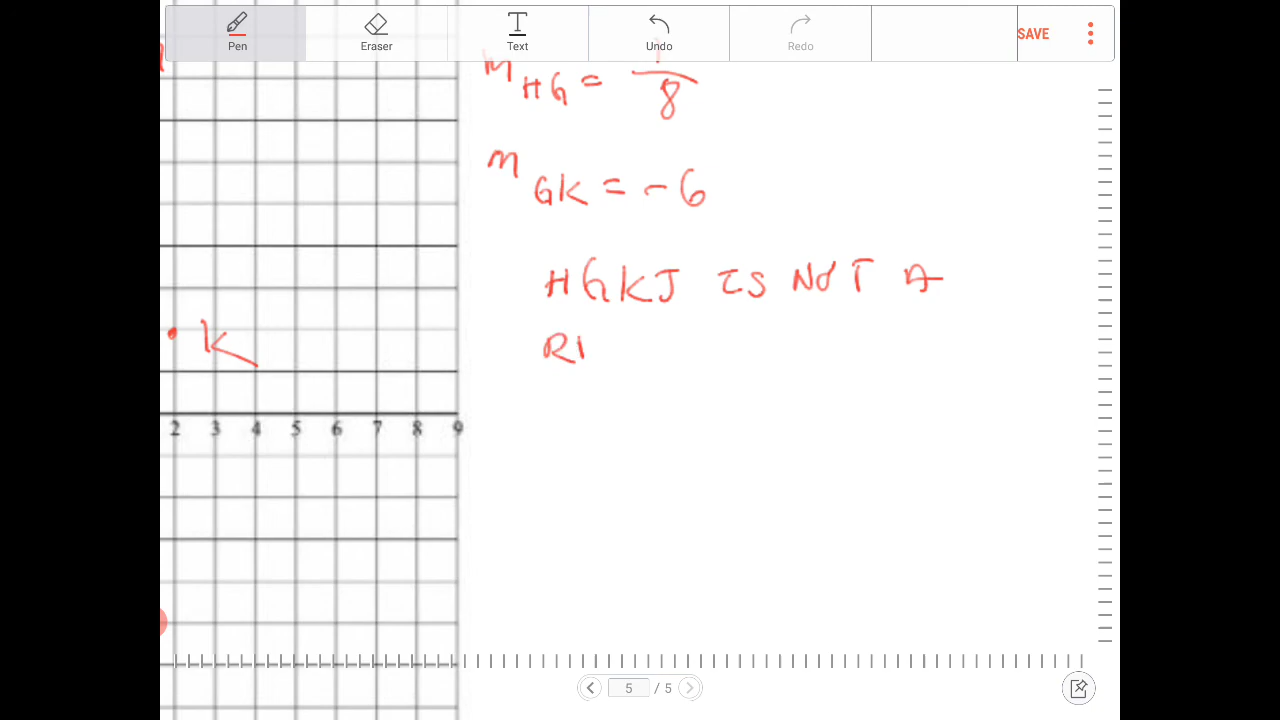 Pen Eraser Text Undo Redo SAVE
m HG = 1/8
m GK = -6
HGKJ IS NOT A
RI
K
2 3 4 5 6 7 8 9
5 / 5